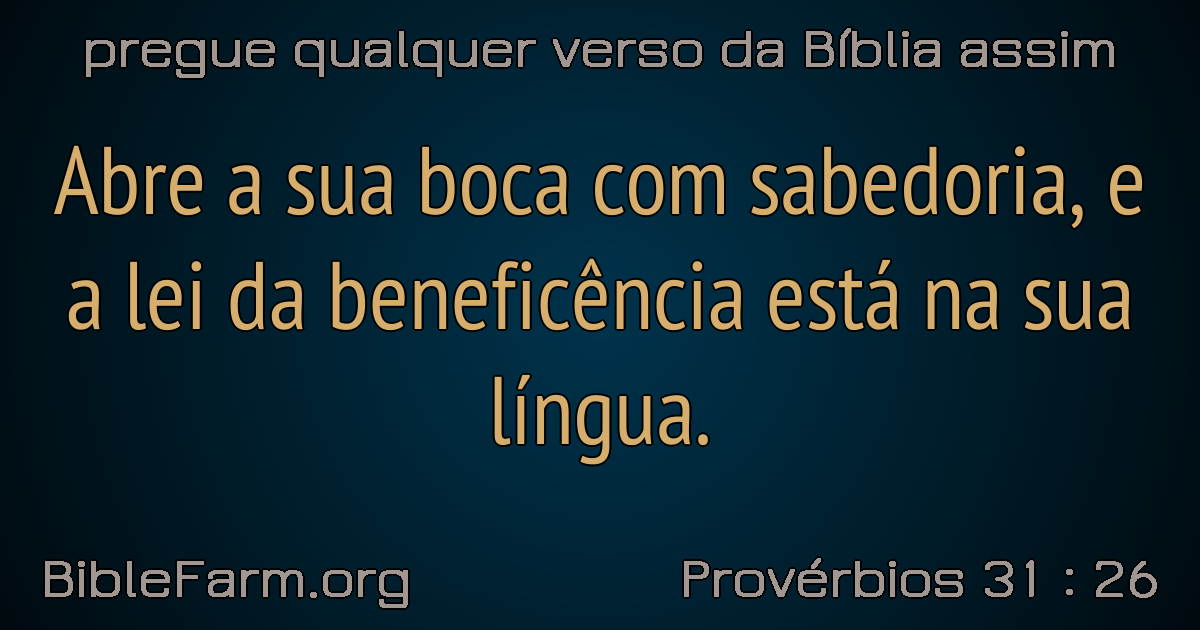 pregue qualquer verso da Bíblia assim
Abre a sua boca com sabedoria, e
a lei da beneficência está na sua
língua.
BibleFarm.org
Provérbios 31 : 26